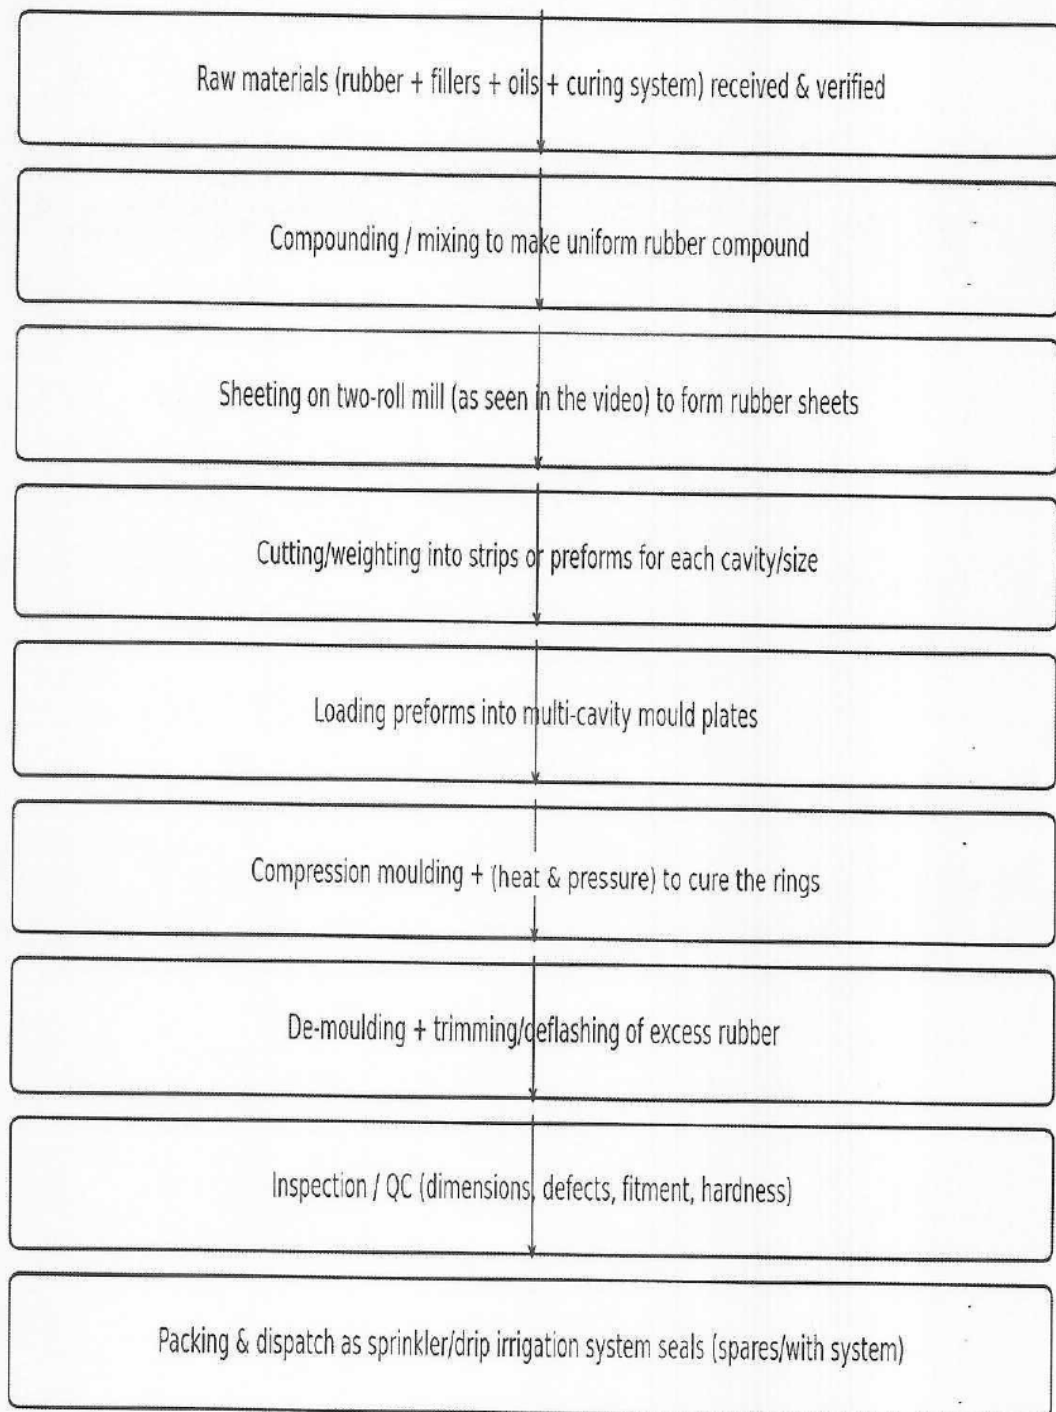 Raw materials (rubber + fillers + oils + curing system) received & verified
Compounding / mixing to make uniform rubber compound
Sheeting on two-roll mill (as seen in the video) to form rubber sheets
Cutting/weighting into strips or preforms for each cavity/size
Loading preforms into multi-cavity mould plates
Compression moulding + (heat & pressure) to cure the rings
De-moulding + trimming/deflashing of excess rubber
Inspection / QC (dimensions, defects, fitment, hardness)
Packing & dispatch as sprinkler/drip irrigation system seals (spares/with system)